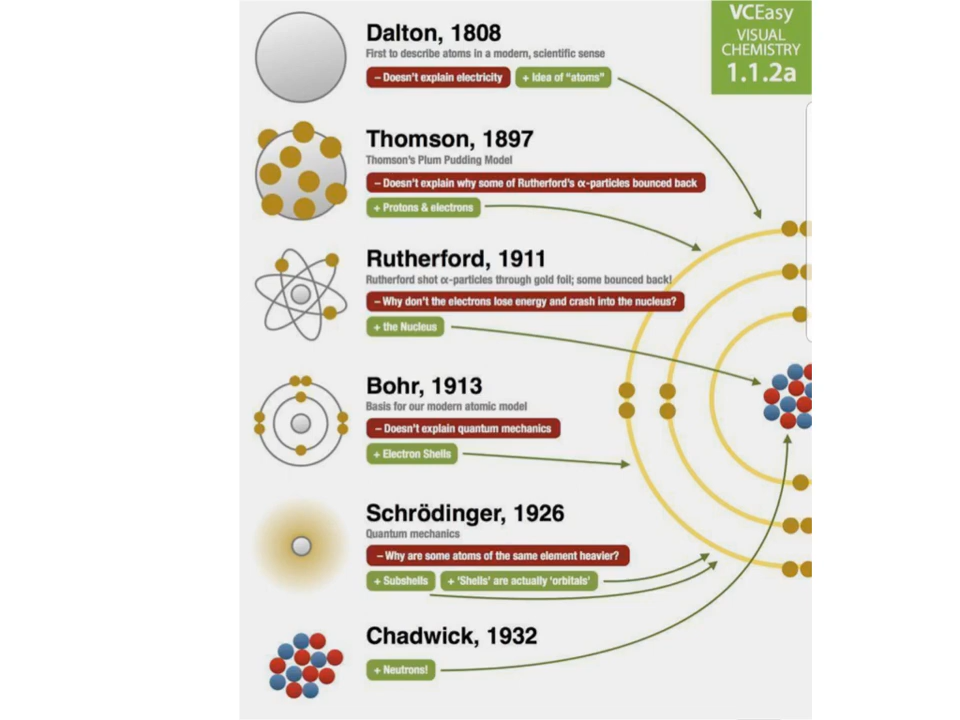 Dalton, 1808
First to describe atoms in a modern, scientific sense
– Doesn't explain electricity
+ Idea of "atoms"
VCEasy
VISUAL
CHEMISTRY
1.1.2a
Thomson, 1897
Thomson's Plum Pudding Model
– Doesn't explain why some of Rutherford's α-particles bounced back
+ Protons & electrons
Rutherford, 1911
Rutherford shot α-particles through gold foil; some bounced back!
– Why don't the electrons lose energy and crash into the nucleus?
+ the Nucleus
Bohr, 1913
Basis for our modern atomic model
– Doesn't explain quantum mechanics
+ Electron Shells
Schrödinger, 1926
Quantum mechanics
– Why are some atoms of the same element heavier?
+ Subshells
+ 'Shells' are actually 'orbitals'
Chadwick, 1932
+ Neutrons!